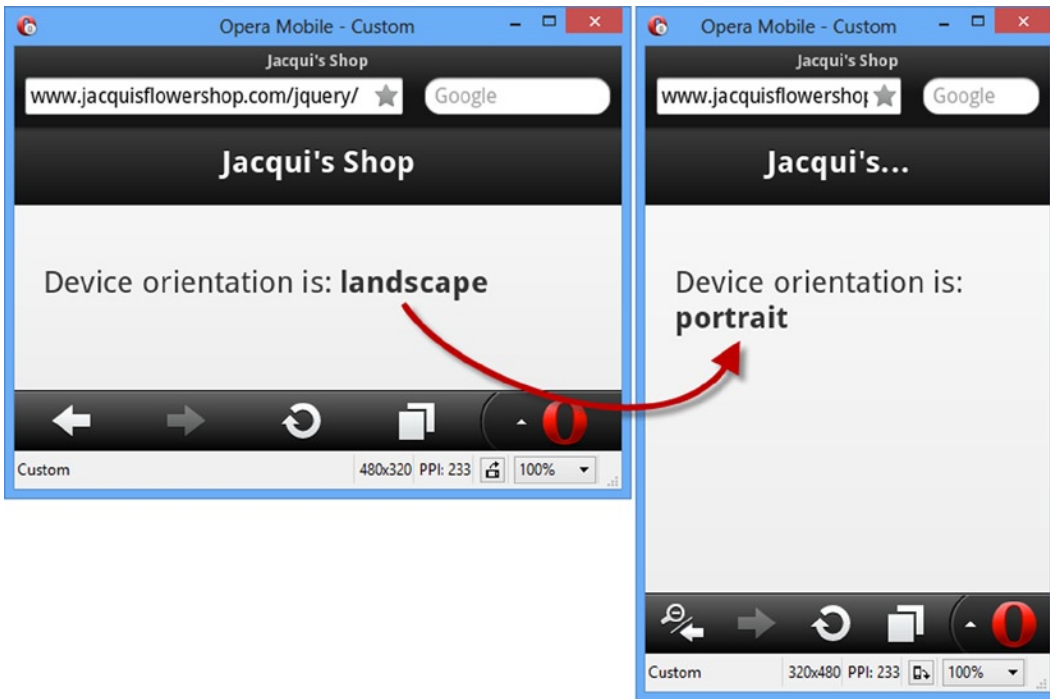 Opera Mobile - Custom
Jacqui's Shop
www.jacquisflowershop.com/jquery/
Google
Jacqui's Shop
Device orientation is: landscape
Custom
480x320 PPI: 233
100%
Opera Mobile - Custom
Jacqui's Shop
www.jacquisflowershop
Google
Jacqui's...
Device orientation is:
portrait
Custom
320x480 PPI: 233
100%